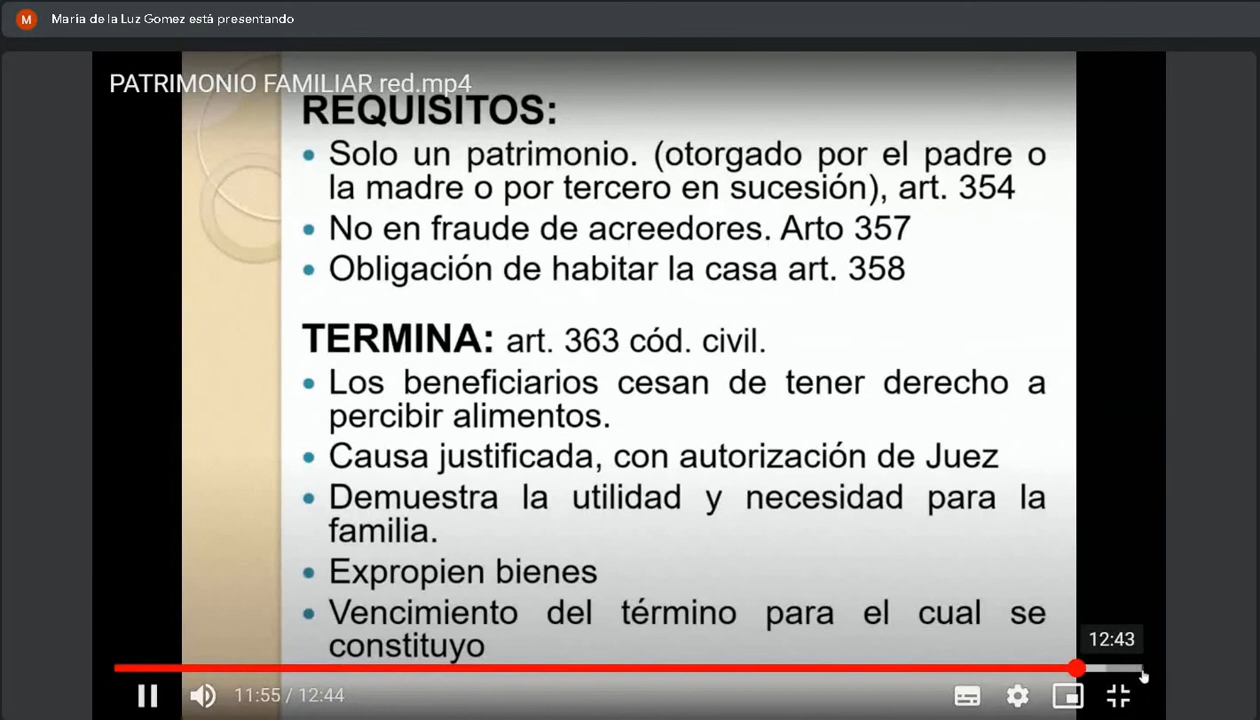 M
Maria de la Luz Gomez está presentando
PATRIMONIO FAMILIAR red.mp4
REQUISITOS:
• Solo un patrimonio. (otorgado por el padre o
la madre o por tercero en sucesión), art. 354
• No en fraude de acreedores. Arto 357
• Obligación de habitar la casa art. 358
TERMINA: art. 363 cód. civil.
• Los beneficiarios cesan de tener derecho a
percibir alimentos.
• Causa justificada, con autorización de Juez
• Demuestra la utilidad y necesidad para la
familia.
• Expropien bienes
• Vencimiento del término para el cual se
constituyo
12:43
11:55 / 12:44